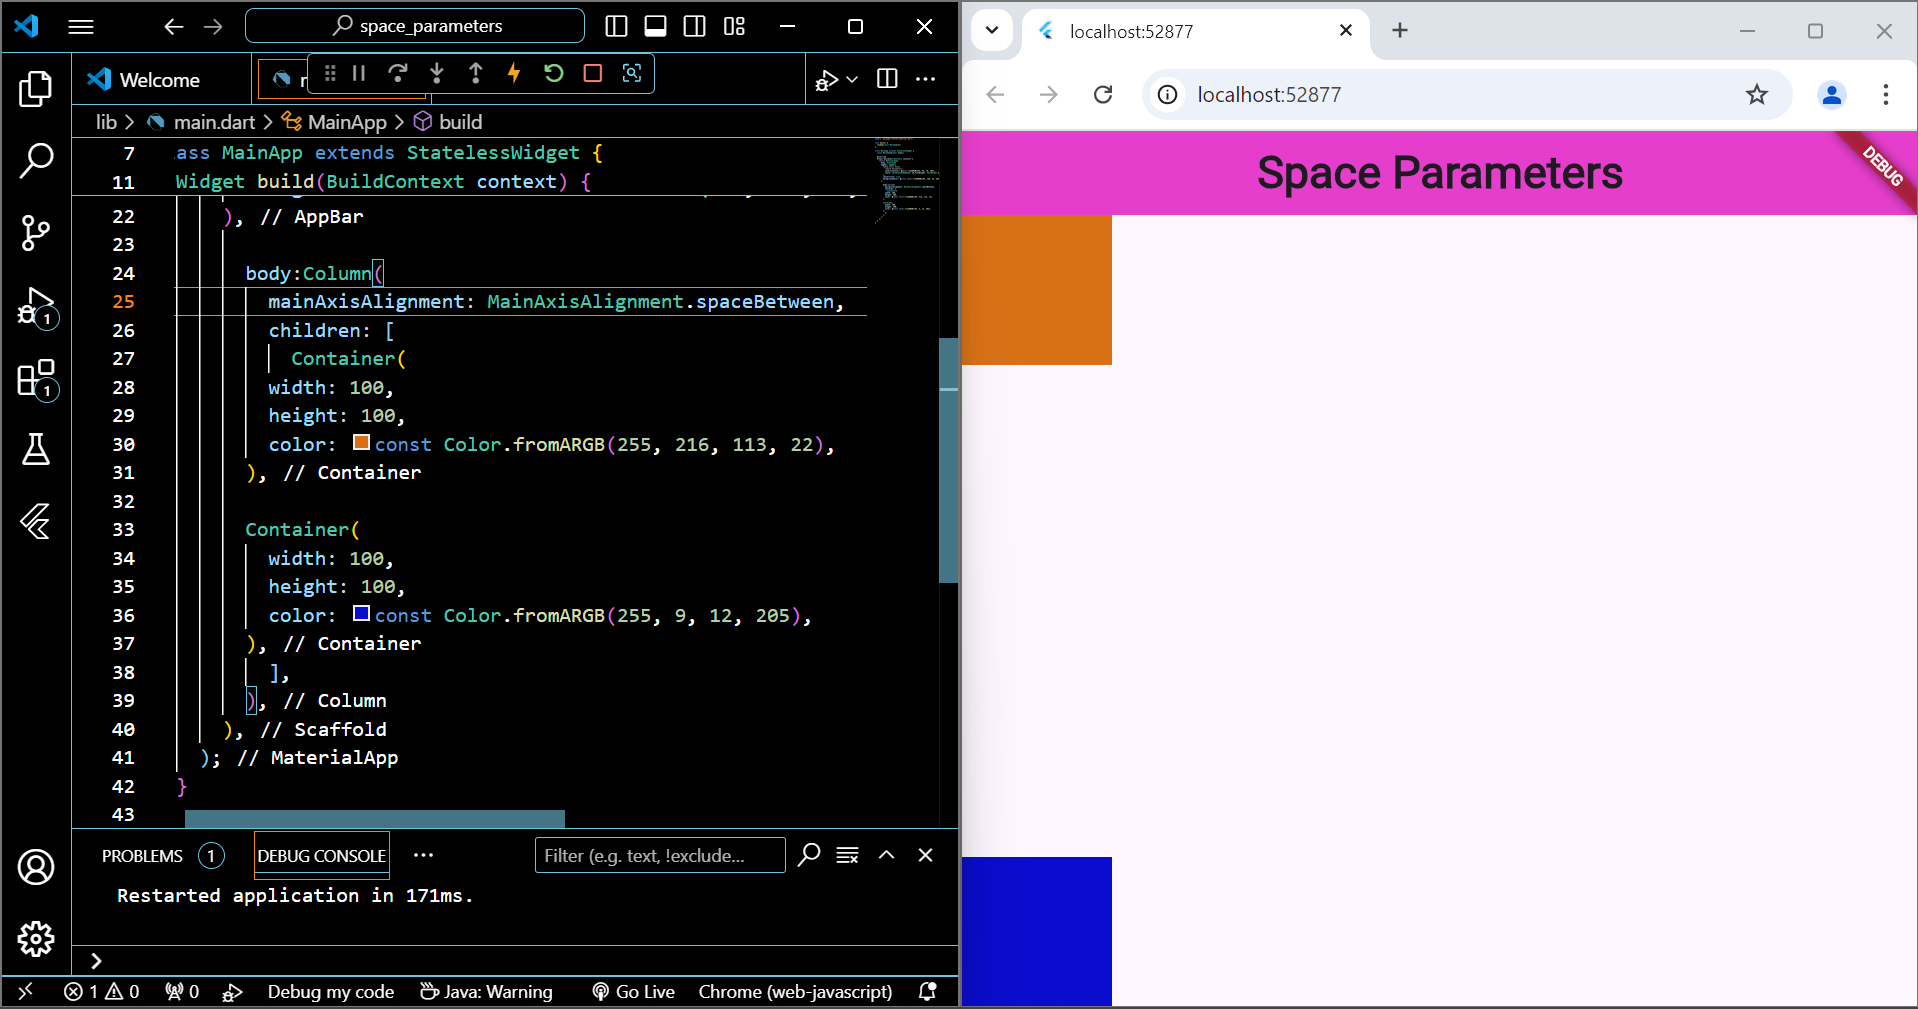 space_parameters
Welcome
lib > main.dart > MainApp > build
7 ass MainApp extends StatelessWidget {
11 Widget build(BuildContext context) {
22 ), // AppBar
23
24 body:Column(
25 mainAxisAlignment: MainAxisAlignment.spaceBetween,
26 children: [
27 Container(
28 width: 100,
29 height: 100,
30 color: const Color.fromARGB(255, 216, 113, 22),
31 ), // Container
32
33 Container(
34 width: 100,
35 height: 100,
36 color: const Color.fromARGB(255, 9, 12, 205),
37 ), // Container
38 ],
39 ), // Column
40 ), // Scaffold
41 ); // MaterialApp
42 }
43
1
1
PROBLEMS 1 DEBUG CONSOLE ... Filter (e.g. text, !exclude...
Restarted application in 171ms.
>
1 0 0 Debug my code Java: Warning Go Live Chrome (web-javascript)
localhost:52877
localhost:52877
Space Parameters
DEBUG